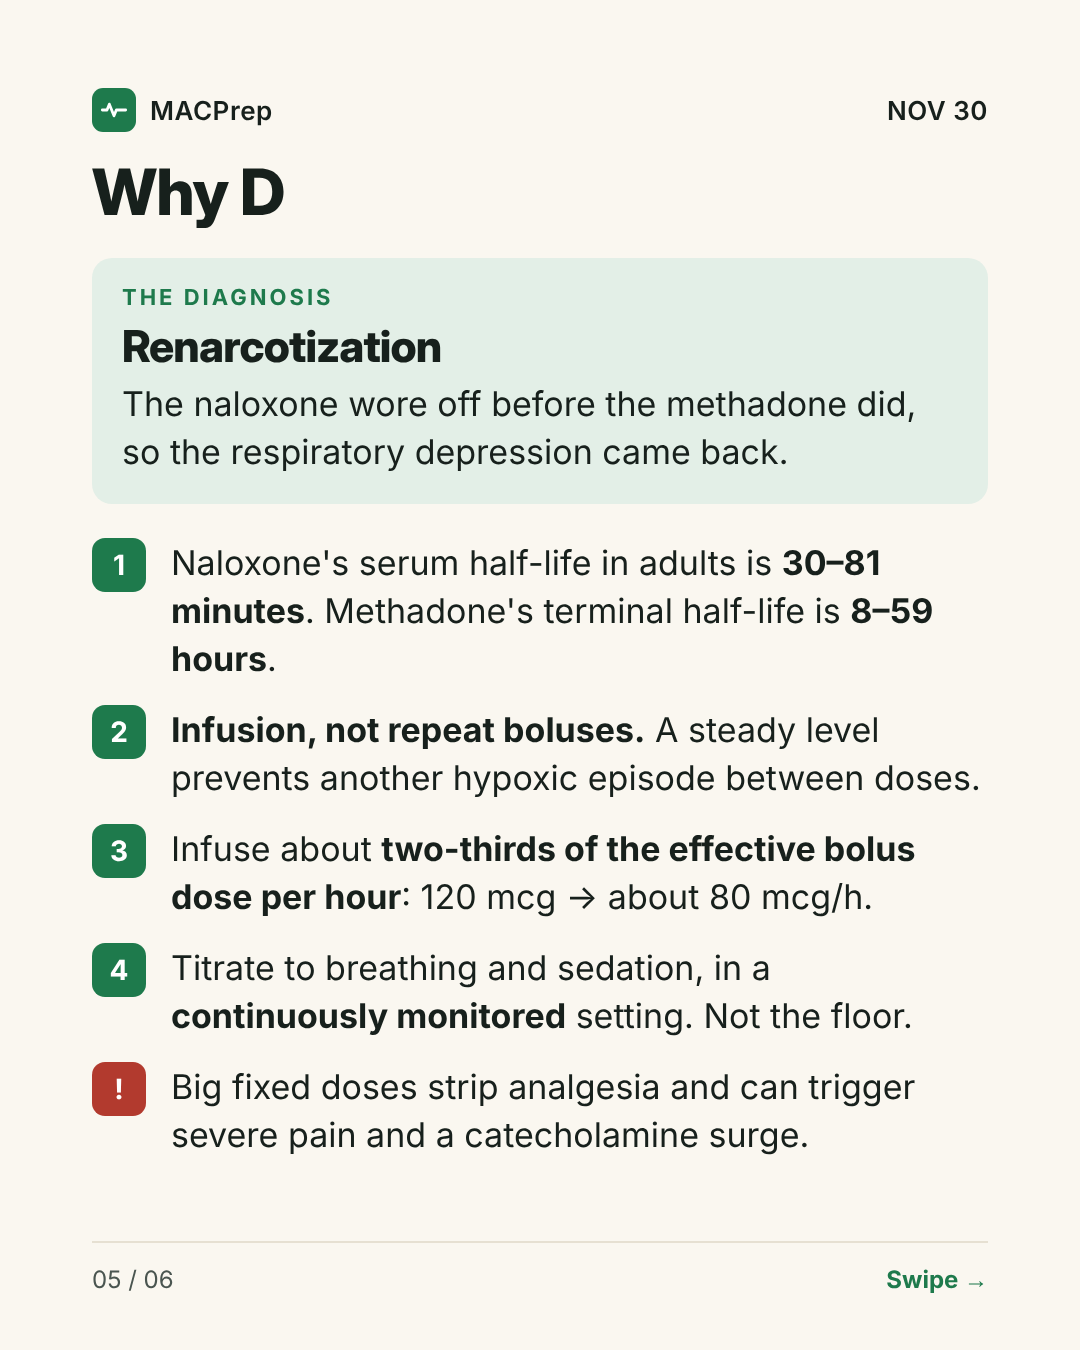 MACPrep
NOV 30
Why D
THE DIAGNOSIS
Renarcotization
The naloxone wore off before the methadone did,
so the respiratory depression came back.
1
Naloxone's serum half-life in adults is 30–81
minutes. Methadone's terminal half-life is 8–59
hours.
2
Infusion, not repeat boluses. A steady level
prevents another hypoxic episode between doses.
3
Infuse about two-thirds of the effective bolus
dose per hour: 120 mcg → about 80 mcg/h.
4
Titrate to breathing and sedation, in a
continuously monitored setting. Not the floor.
!
Big fixed doses strip analgesia and can trigger
severe pain and a catecholamine surge.
05 / 06
Swipe →